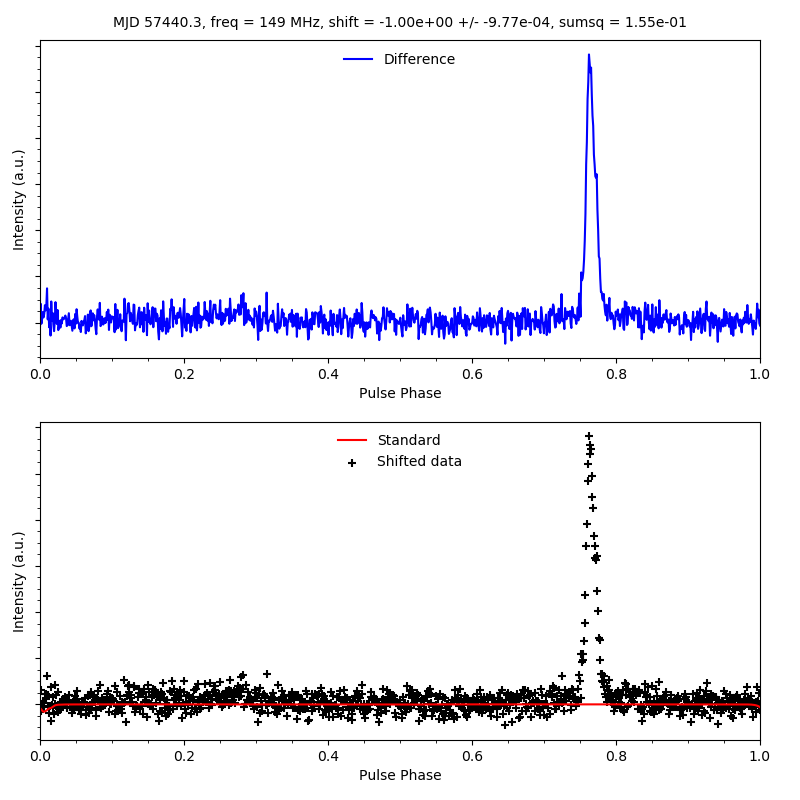 MJD 57440.3, freq = 149 MHz, shift = -1.00e+00 +/- -9.77e-04, sumsq = 1.55e-01
Difference
Intensity (a.u.)
0.0 0.2 0.4 0.6 0.8 1.0
Pulse Phase
Standard
Shifted data
Intensity (a.u.)
0.0 0.2 0.4 0.6 0.8 1.0
Pulse Phase